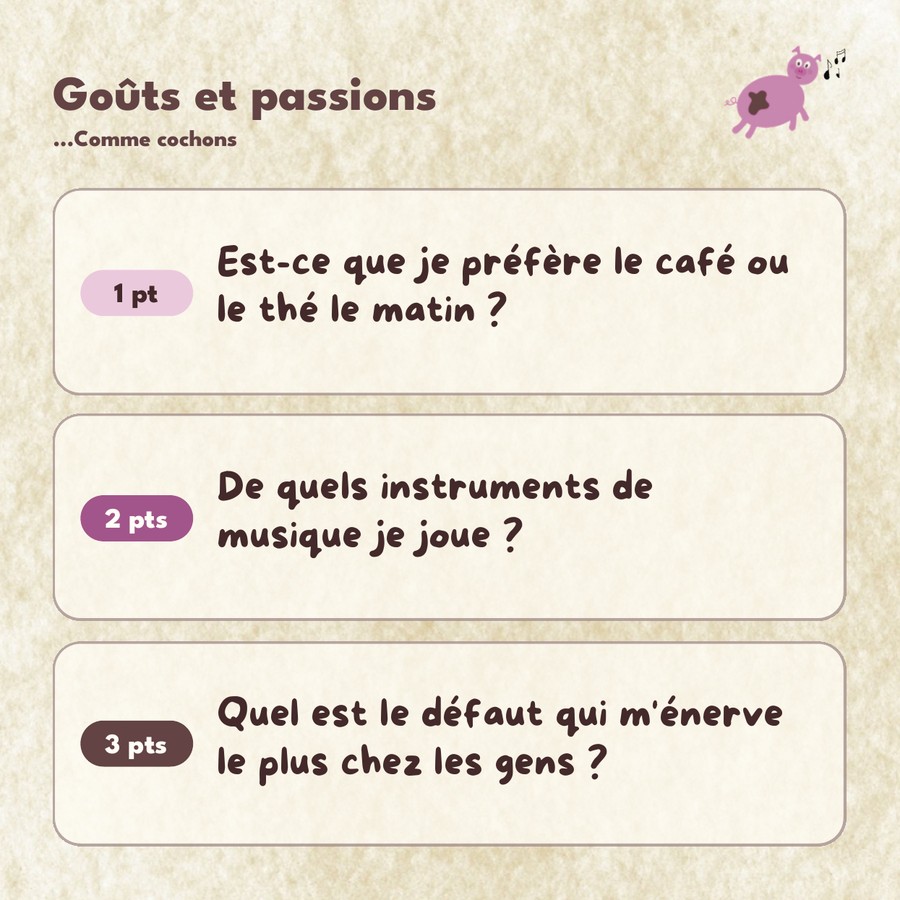 Goûts et passions
...Comme cochons
1 pt
Est-ce que je préfère le café ou
le thé le matin ?
2 pts
De quels instruments de
musique je joue ?
3 pts
Quel est le défaut qui m'énerve
le plus chez les gens ?